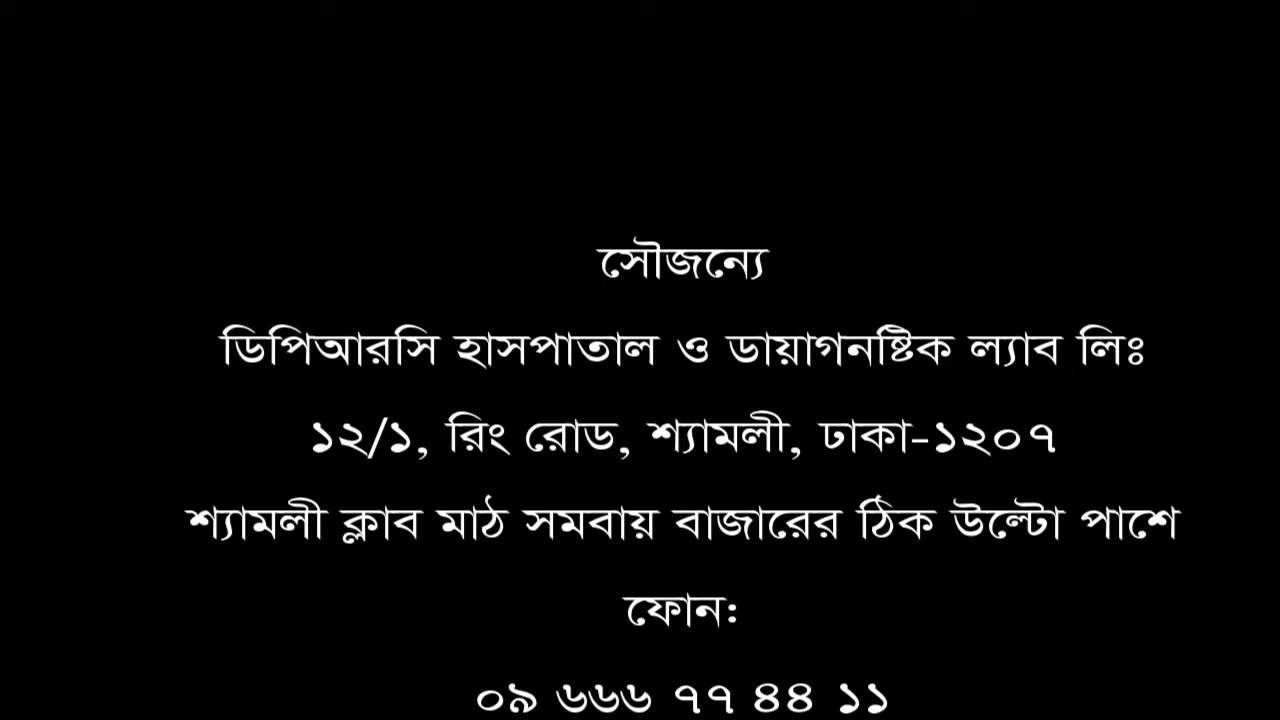 সৌজন্যে
ডিপিআরসি হাসপাতাল ও ডায়াগনষ্টিক ল্যাব লিঃ
১২/১, রিং রোড, শ্যামলী, ঢাকা-১২০৭
শ্যামলী ক্লাব মাঠ সমবায় বাজারের ঠিক উল্টো পাশে
ফোন:
০৯ ৬৬৬ ৭৭ ৪৪ ১১